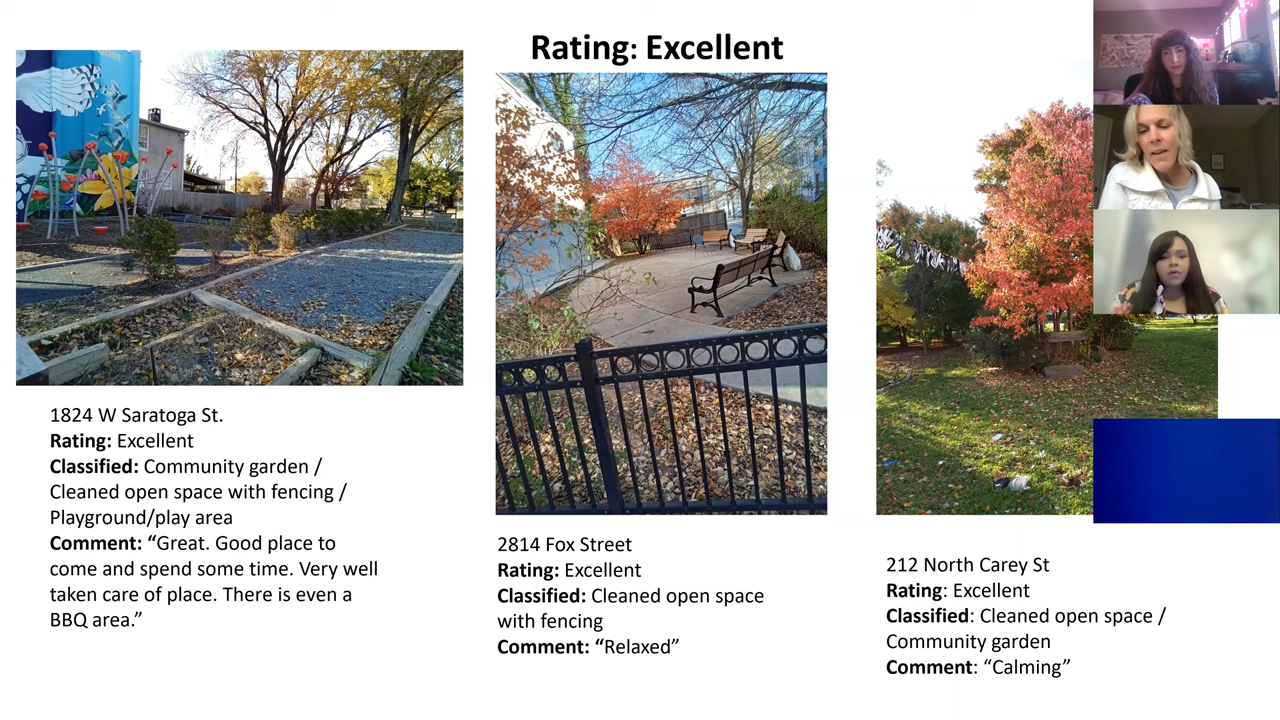 Rating: Excellent
1824 W Saratoga St.
Rating: Excellent
Classified: Community garden /
Cleaned open space with fencing /
Playground/play area
Comment: “Great. Good place to
come and spend some time. Very well
taken care of place. There is even a
BBQ area.”
2814 Fox Street
Rating: Excellent
Classified: Cleaned open space
with fencing
Comment: “Relaxed”
212 North Carey St
Rating: Excellent
Classified: Cleaned open space /
Community garden
Comment: “Calming”